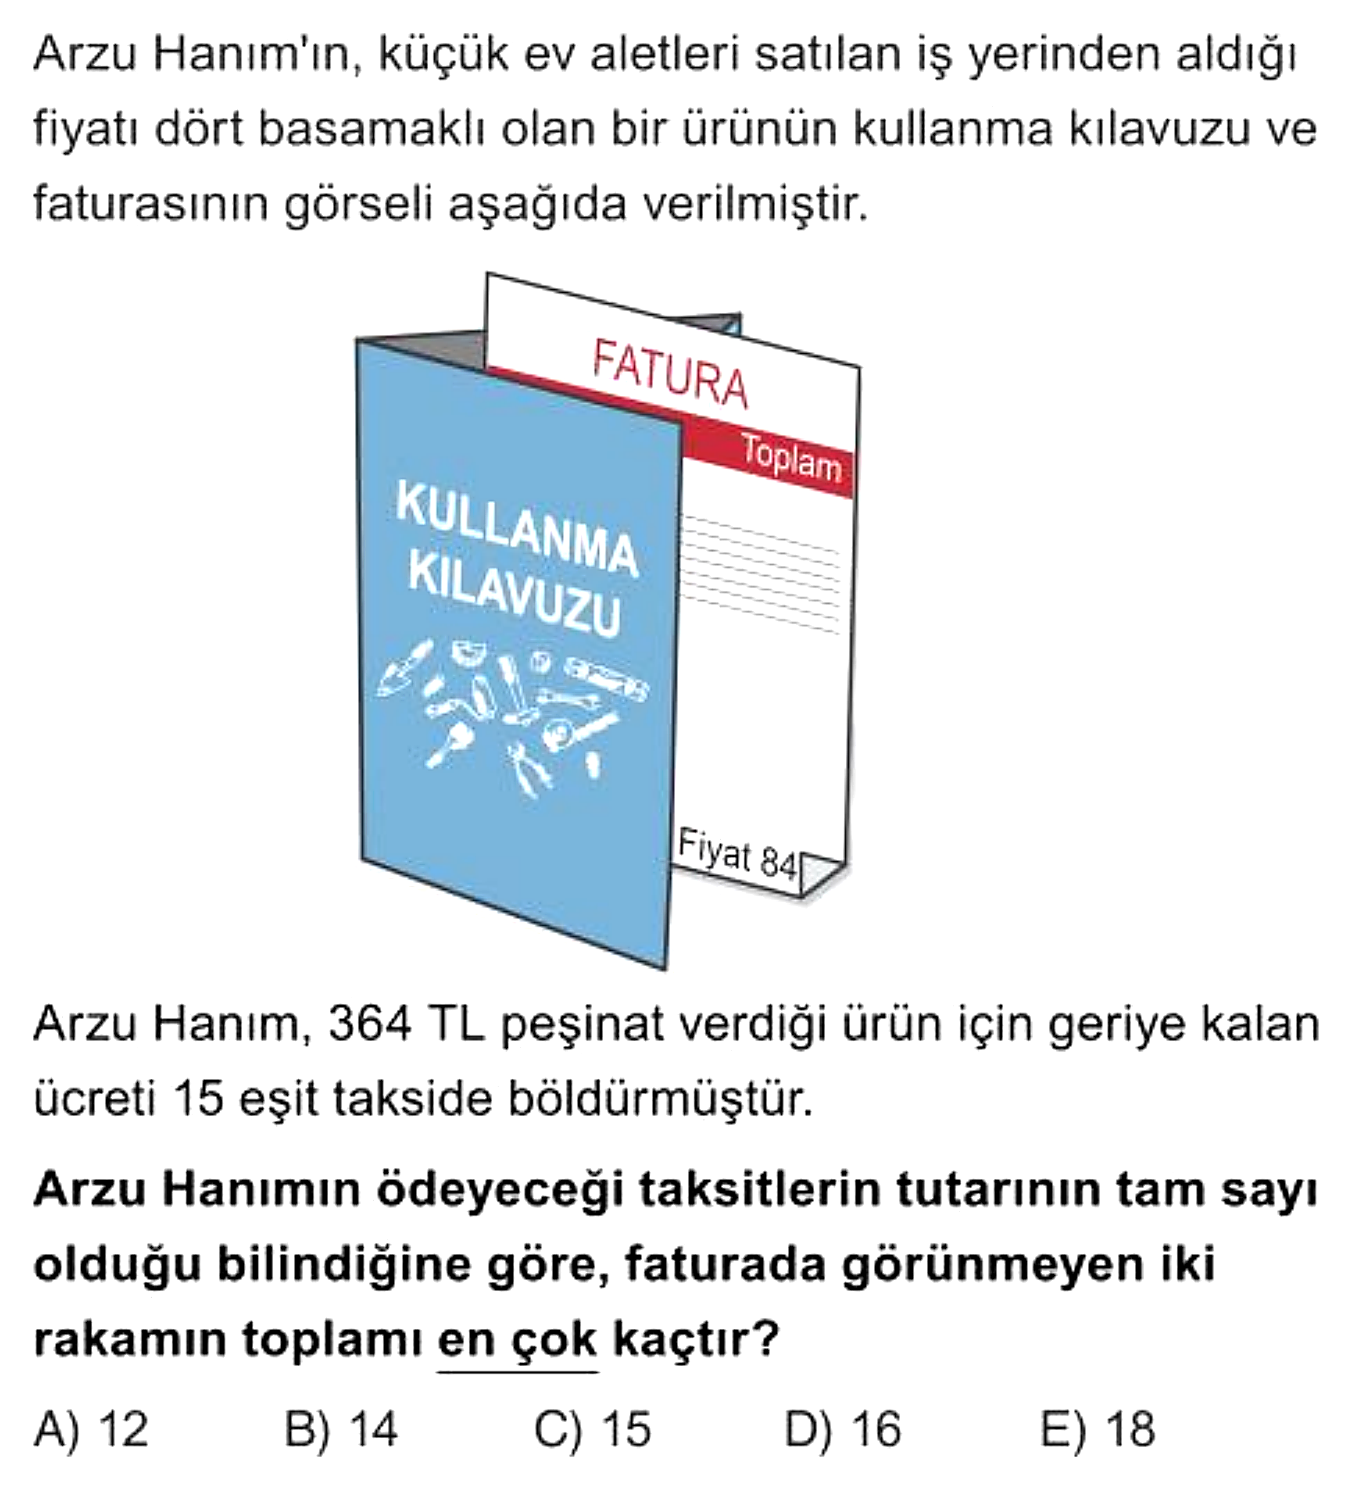 Arzu Hanım'ın, küçük ev aletleri satılan iş yerinden aldığı
fiyatı dört basamaklı olan bir ürünün kullanma kılavuzu ve
faturasının görseli aşağıda verilmiştir.
FATURA
Toplam
KULLANMA
KILAVUZU
Fiyat 84
Arzu Hanım, 364 TL peşinat verdiği ürün için geriye kalan
ücreti 15 eşit takside böldürmüştür.
Arzu Hanımın ödeyeceği taksitlerin tutarının tam sayı
olduğu bilindiğine göre, faturada görünmeyen iki
rakamın toplamı en çok kaçtır?
A) 12 B) 14 C) 15 D) 16 E) 18